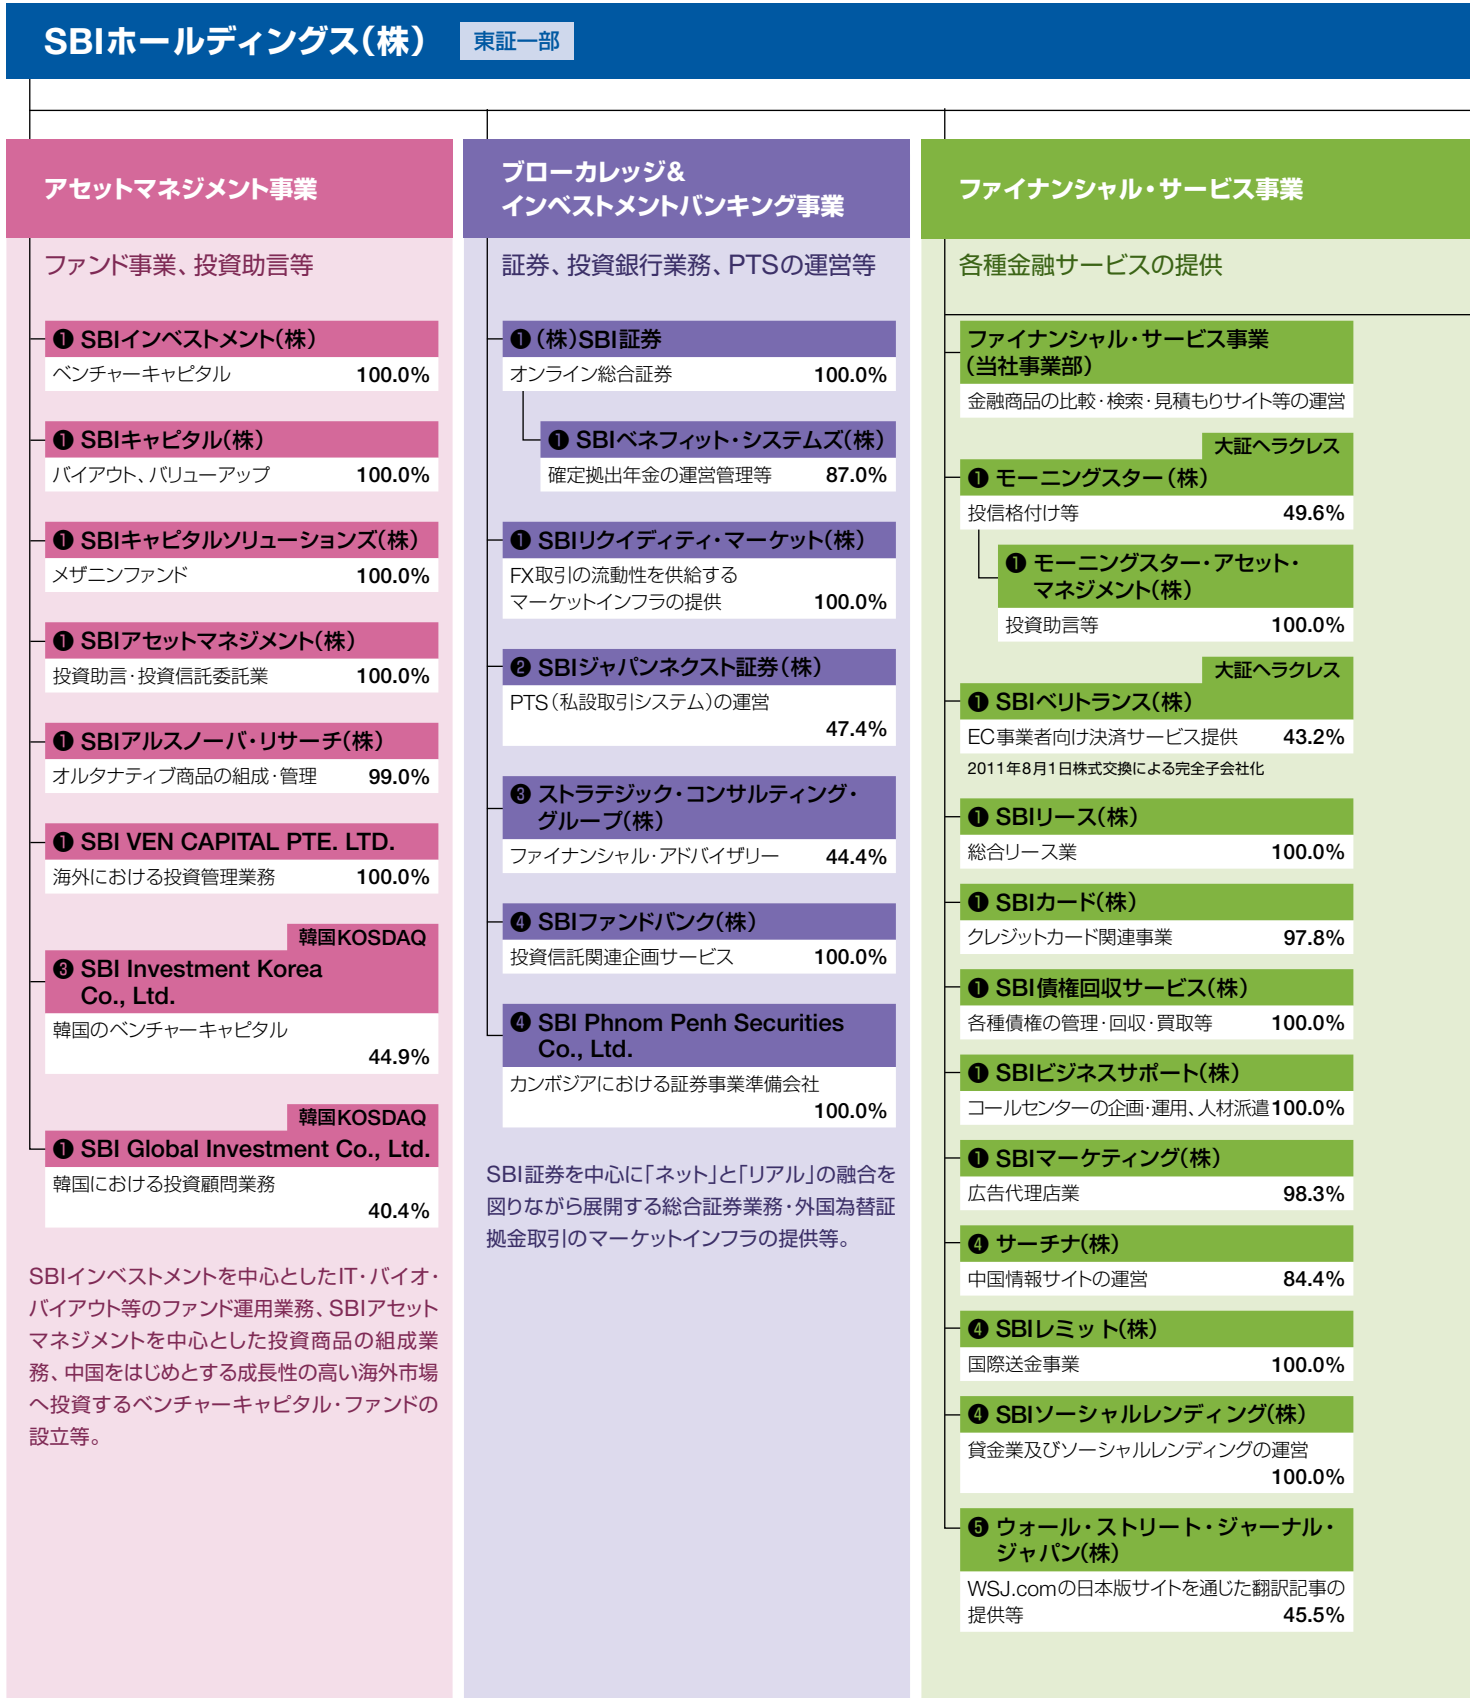 SBIホールディングス(株) 東証一部
アセットマネジメント事業
ファンド事業、投資助言等
❶ SBIインベストメント(株)
ベンチャーキャピタル 100.0%
❶ SBIキャピタル(株)
バイアウト、バリューアップ 100.0%
❶ SBIキャピタルソリューションズ(株)
メザニンファンド 100.0%
❶ SBIアセットマネジメント(株)
投資助言・投資信託委託業 100.0%
❶ SBIアルスノーバ・リサーチ(株)
オルタナティブ商品の組成・管理 99.0%
❶ SBI VEN CAPITAL PTE. LTD.
海外における投資管理業務 100.0%
韓国KOSDAQ
❸ SBI Investment Korea
Co., Ltd.
韓国のベンチャーキャピタル
44.9%
韓国KOSDAQ
❶ SBI Global Investment Co., Ltd.
韓国における投資顧問業務
40.4%
SBIインベストメントを中心としたIT・バイオ・
バイアウト等のファンド運用業務、SBIアセット
マネジメントを中心とした投資商品の組成業
務、中国をはじめとする成長性の高い海外市場
へ投資するベンチャーキャピタル・ファンドの
設立等。
ブローカレッジ&
インベストメントバンキング事業
証券、投資銀行業務、PTSの運営等
❶ (株)SBI証券
オンライン総合証券 100.0%
❶ SBIベネフィット・システムズ(株)
確定拠出年金の運営管理等 87.0%
❶ SBIリクイディティ・マーケット(株)
FX取引の流動性を供給する
マーケットインフラの提供 100.0%
❷ SBIジャパンネクスト証券(株)
PTS(私設取引システム)の運営
47.4%
❸ ストラテジック・コンサルティング・
グループ(株)
ファイナンシャル・アドバイザリー 44.4%
❹ SBIファンドバンク(株)
投資信託関連企画サービス 100.0%
❹ SBI Phnom Penh Securities
Co., Ltd.
カンボジアにおける証券事業準備会社
100.0%
SBI証券を中心に「ネット」と「リアル」の融合を
図りながら展開する総合証券業務・外国為替証
拠金取引のマーケットインフラの提供等。
ファイナンシャル・サービス事業
各種金融サービスの提供
ファイナンシャル・サービス事業
(当社事業部)
金融商品の比較・検索・見積もりサイト等の運営
大証ヘラクレス
❶ モーニングスター(株)
投信格付け等 49.6%
❶ モーニングスター・アセット・
マネジメント(株)
投資助言等 100.0%
大証ヘラクレス
❶ SBIベリトランス(株)
EC事業者向け決済サービス提供 43.2%
2011年8月1日株式交換による完全子会社化
❶ SBIリース(株)
総合リース業 100.0%
❶ SBIカード(株)
クレジットカード関連事業 97.8%
❶ SBI債権回収サービス(株)
各種債権の管理・回収・買取等 100.0%
❶ SBIビジネスサポート(株)
コールセンターの企画・運用、人材派遣 100.0%
❶ SBIマーケティング(株)
広告代理店業 98.3%
❹ サーチナ(株)
中国情報サイトの運営 84.4%
❹ SBIレミット(株)
国際送金事業 100.0%
❹ SBIソーシャルレンディング(株)
貸金業及びソーシャルレンディングの運営
100.0%
❺ ウォール・ストリート・ジャーナル・
ジャパン(株)
WSJ.comの日本版サイトを通じた翻訳記事の
提供等 45.5%